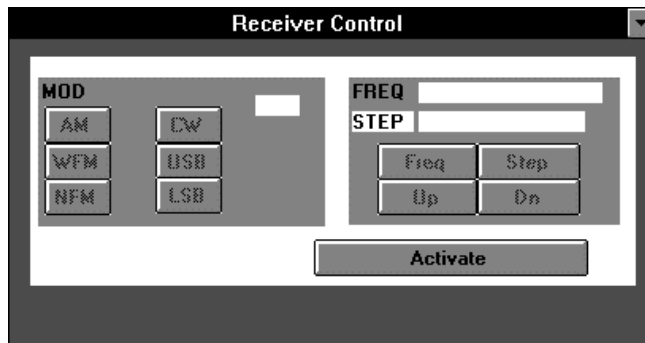 Receiver Control
MOD
AM
CW
WFM
USB
NFM
LSB
FREQ
STEP
Freq
Step
Up
Dn
Activate